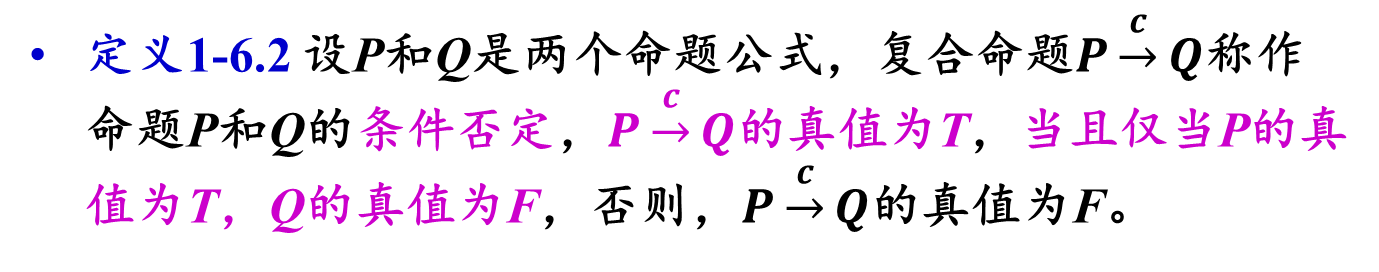 • 定义1-6.2 设P和Q是两个命题公式，复合命题P \xrightarrow{c} Q称作
命题P和Q的条件否定，P \xrightarrow{c} Q的真值为T，当且仅当P的真
值为T，Q的真值为F，否则，P \xrightarrow{c} Q的真值为F。